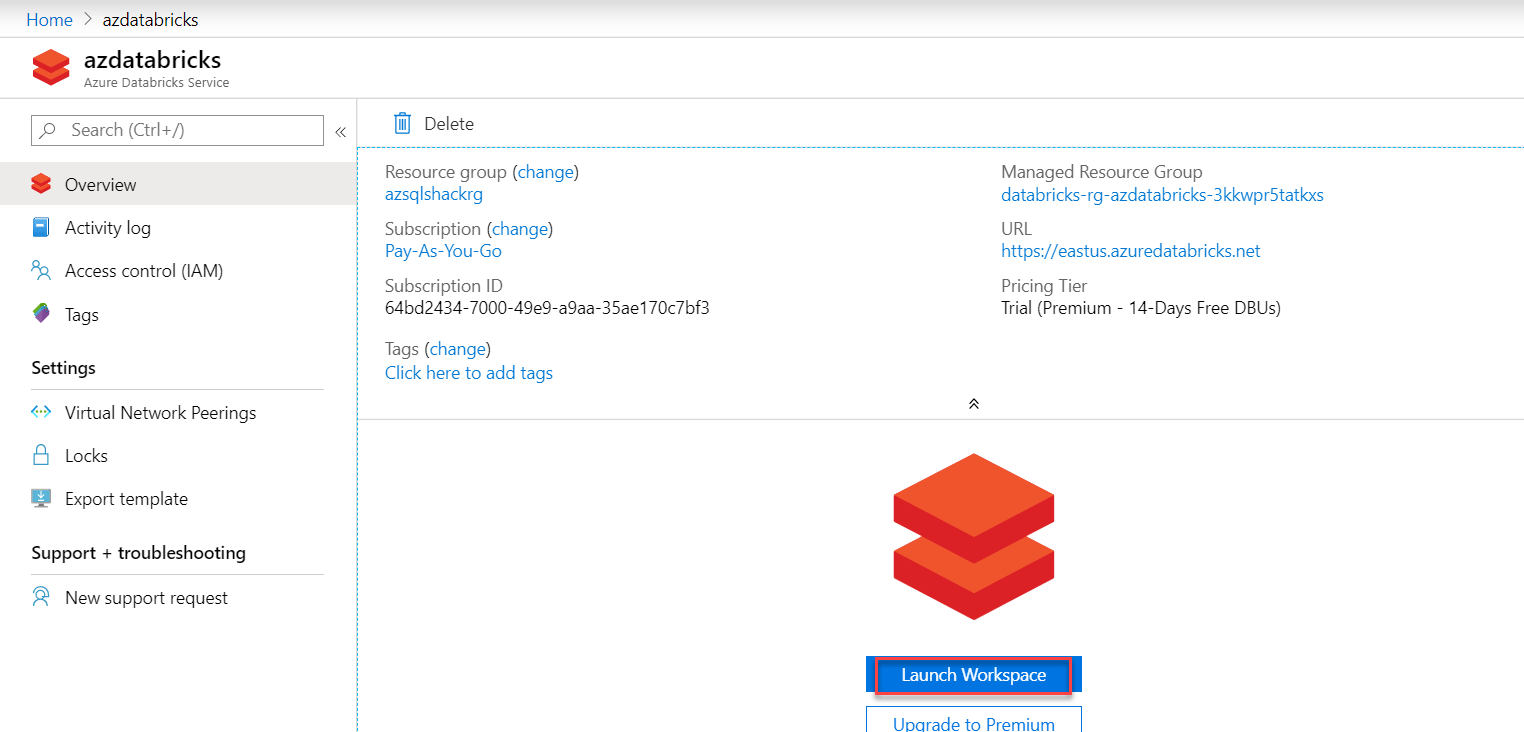 Home > azdatabricks
azdatabricks
Azure Databricks Service
Search (Ctrl+/)
«
Overview
Activity log
Access control (IAM)
Tags
Settings
Virtual Network Peerings
Locks
Export template
Support + troubleshooting
New support request
Delete
Resource group (change)
azsqlshackrg
Subscription (change)
Pay-As-You-Go
Subscription ID
64bd2434-7000-49e9-a9aa-35ae170c7bf3
Tags (change)
Click here to add tags
Managed Resource Group
databricks-rg-azdatabricks-3kkwpr5tatkxs
URL
https://eastus.azuredatabricks.net
Pricing Tier
Trial (Premium - 14-Days Free DBUs)
Launch Workspace
Upgrade to Premium